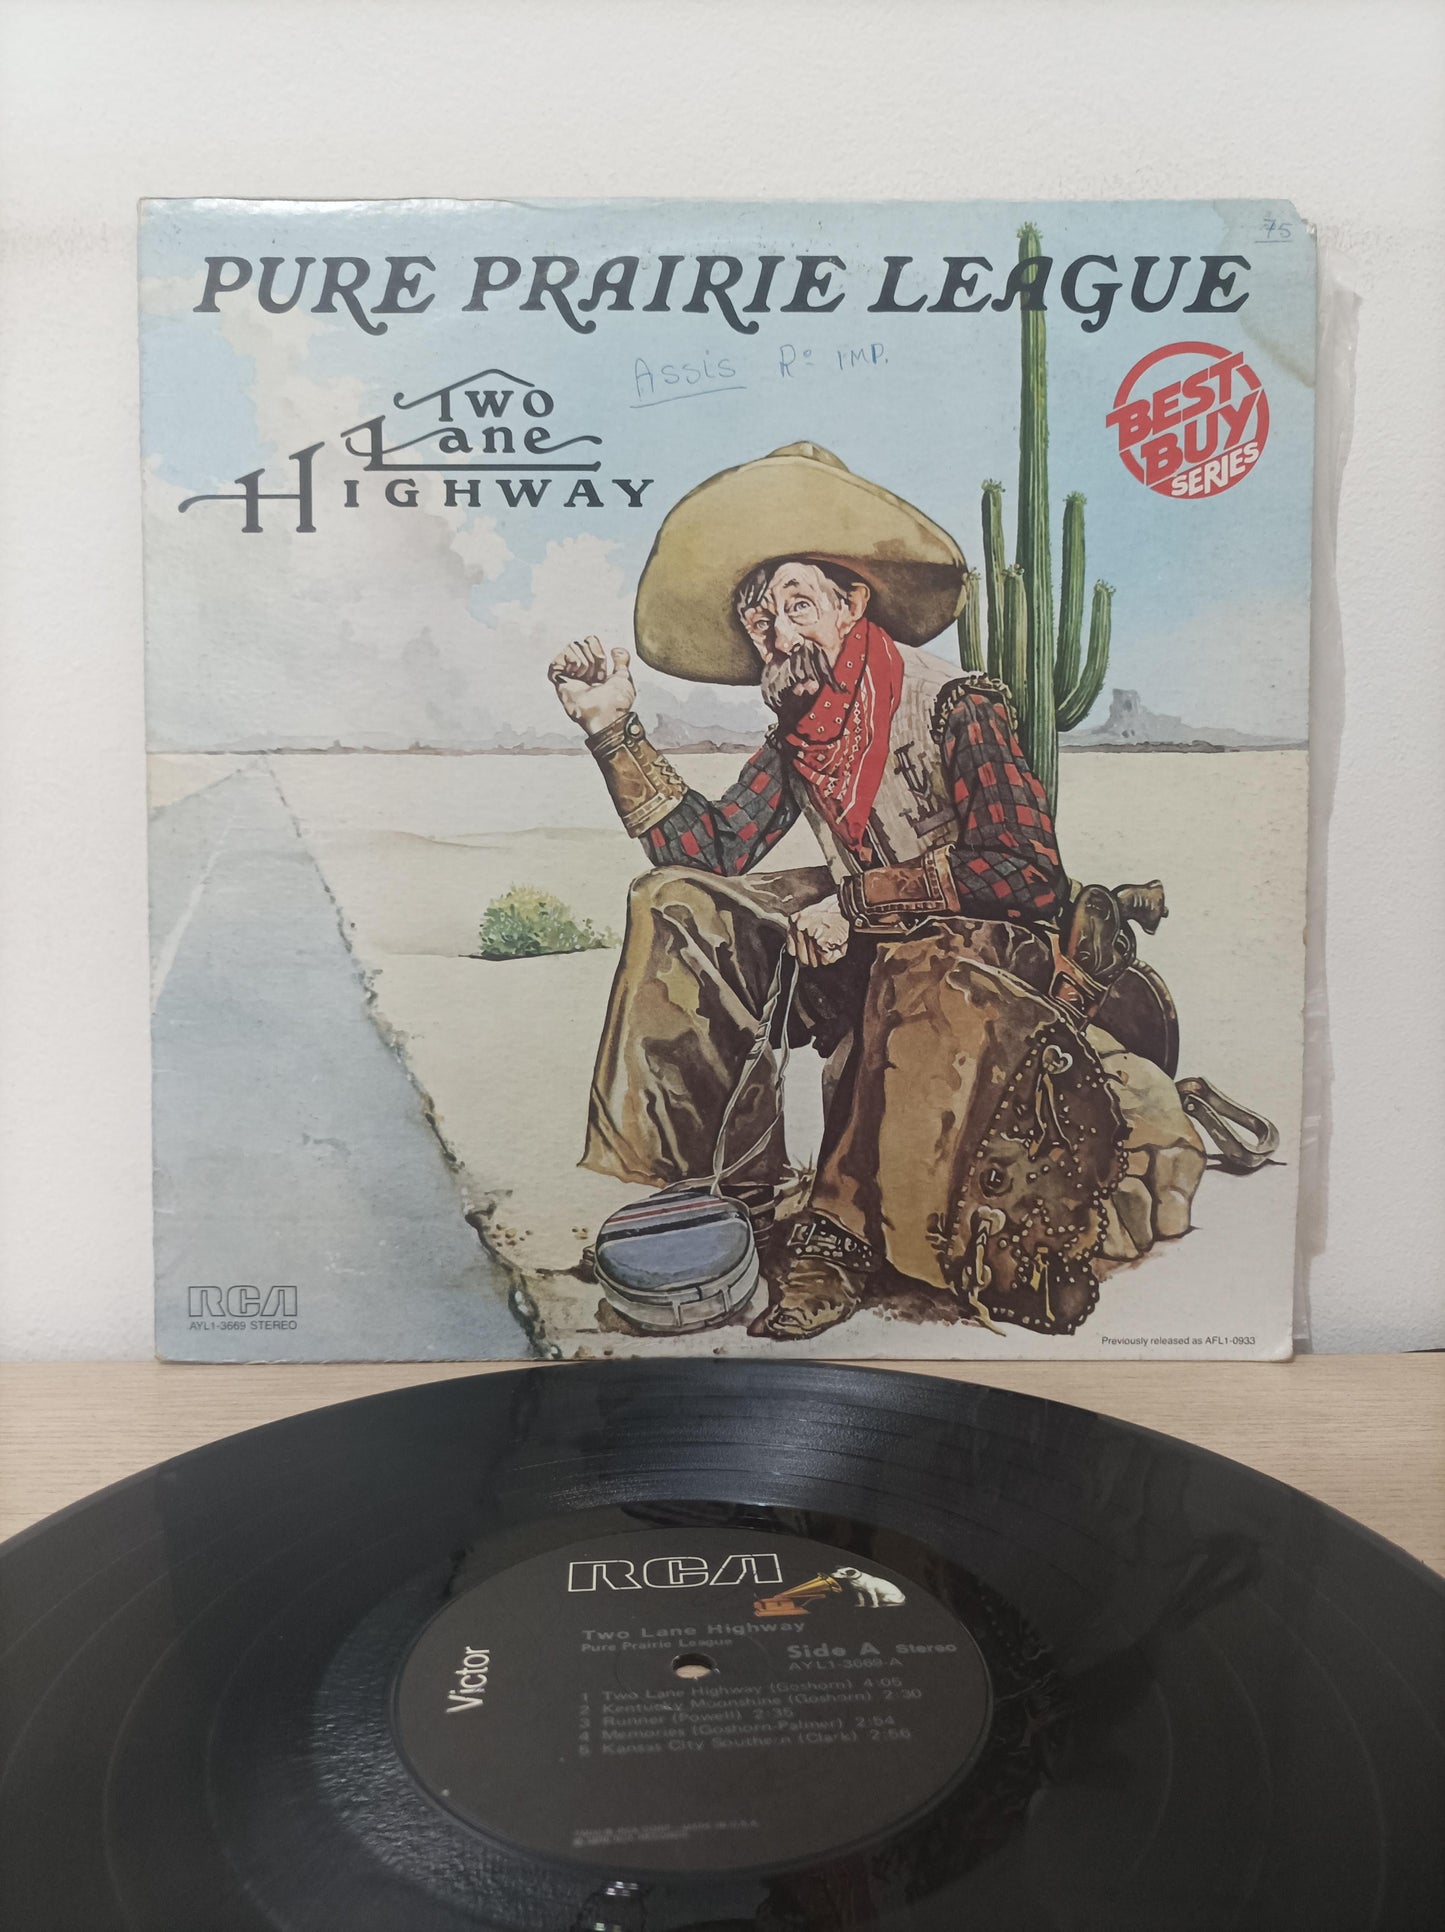 75
PURE PRAIRIE LEAGUE
Assis Rº IMP.
TWO
LANE
HIGHWAY
BEST
BUY
SERIES
RCA
AYL1-3669 STEREO
Previously released as AFL1-0933
RCA
Victor
Two Lane Highway
Pure Prairie League
Side A Stereo
AYL1-3669-A
1 Two Lane Highway (Goshorn) 4:05
2 Kentucky Moonshine (Goshorn) 2:30
3 Runner (Powell) 2:35
4 Memories (Goshorn-Palmer) 2:54
5 Kansas City Southern (Clark) 2:56
MADE IN U.S.A.